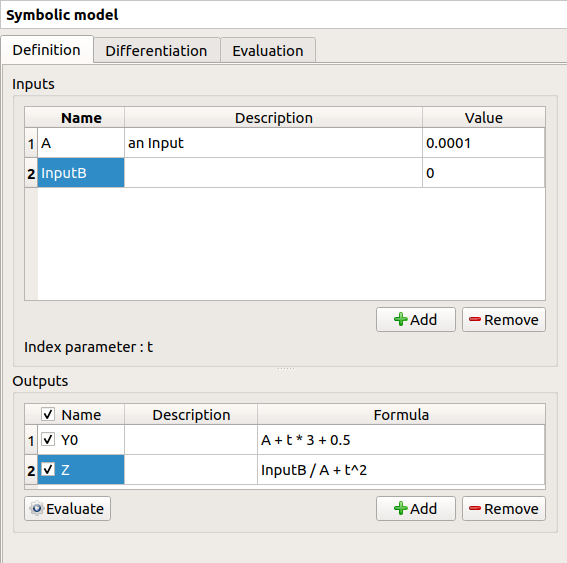 Symbolic model
Definition Differentiation Evaluation
Inputs
Name Description Value
1 A an Input 0.0001
2 InputB 0
Add Remove
Index parameter : t
Outputs
Name Description Formula
1 Y0 A + t * 3 + 0.5
2 Z InputB / A + t^2
Evaluate Add Remove